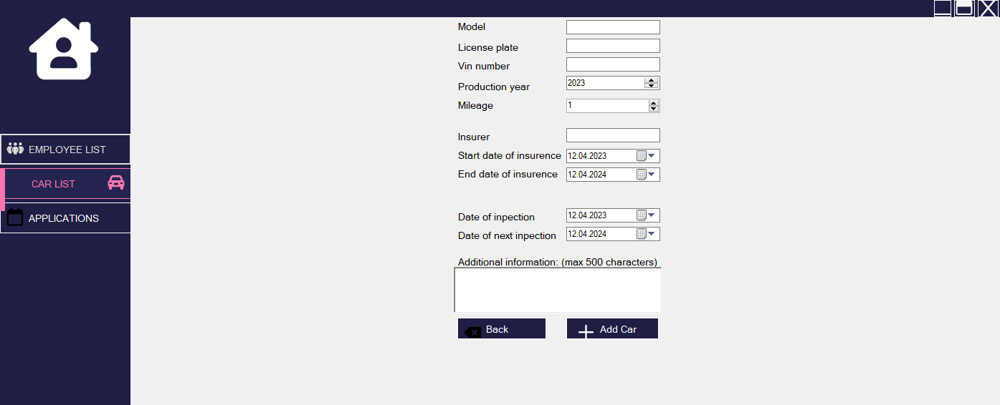 EMPLOYEE LIST
CAR LIST
APPLICATIONS
Model
License plate
Vin number
Production year 2023
Mileage 1
Insurer
Start date of insurence 12.04.2023
End date of insurence 12.04.2024
Date of inpection 12.04.2023
Date of next inpection 12.04.2024
Additional information: (max 500 characters)
Back Add Car